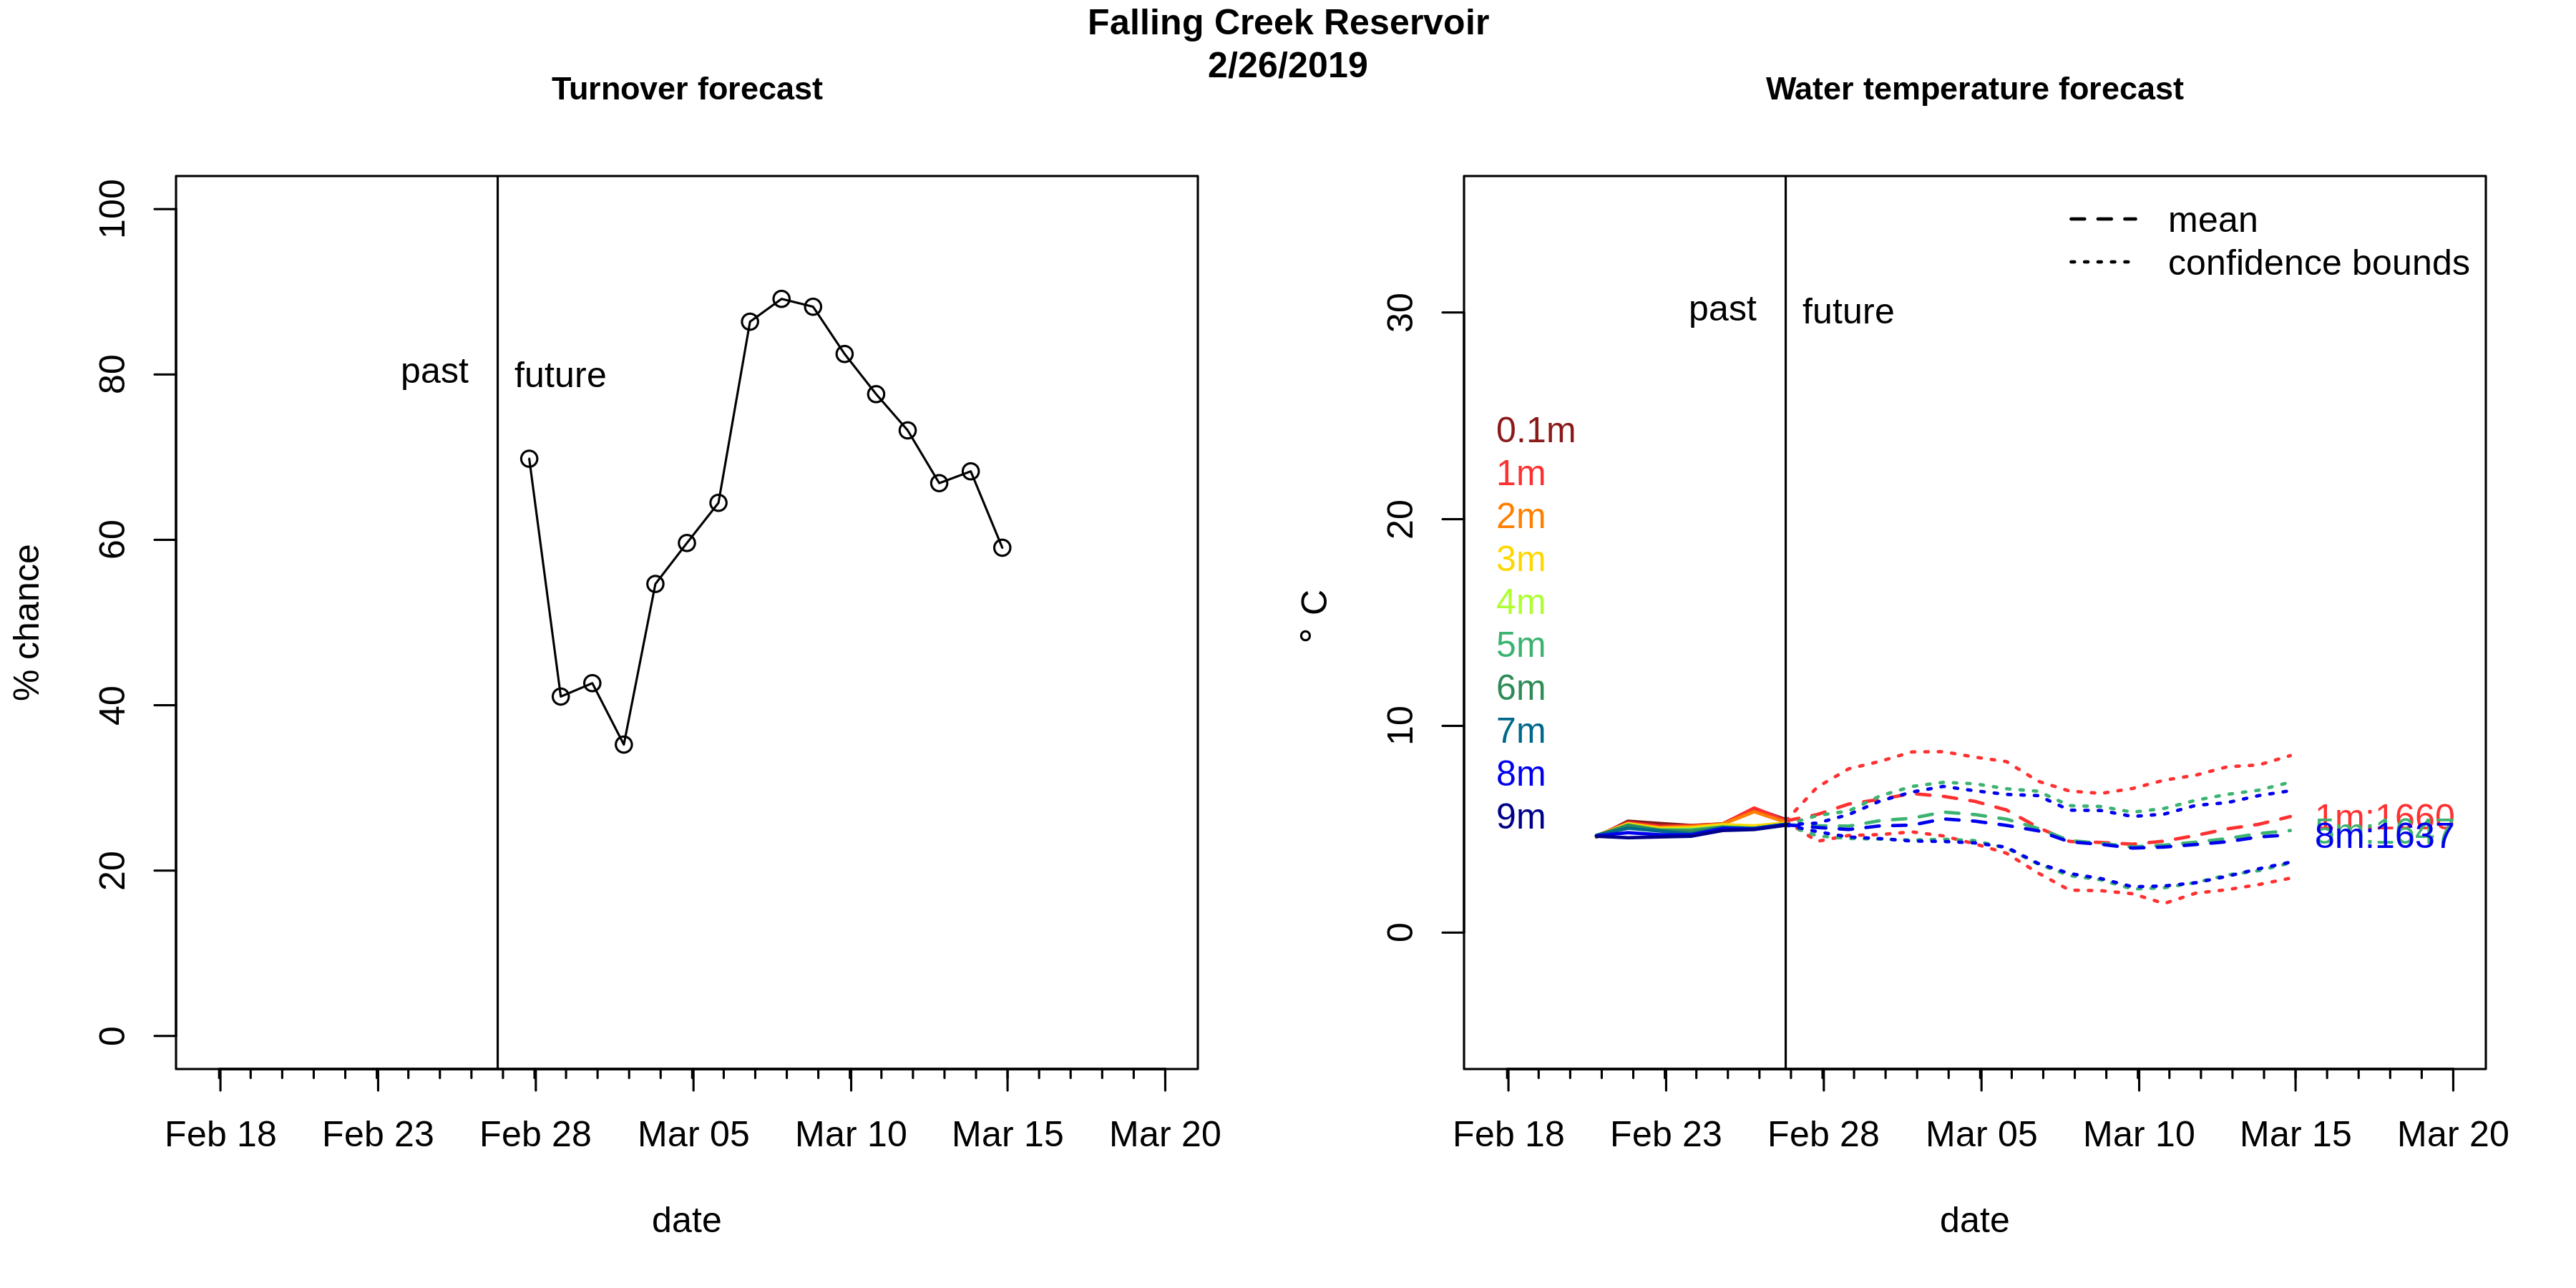 Falling Creek Reservoir
2/26/2019
Turnover forecast
% chance
100
80
60
40
20
0
past
future
Feb 18
Feb 23
Feb 28
Mar 05
Mar 10
Mar 15
Mar 20
date
Water temperature forecast
° C
30
20
10
0
mean
confidence bounds
past
future
0.1m
1m
2m
3m
4m
5m
6m
7m
8m
9m
1m:1660
8m:1637
Feb 18
Feb 23
Feb 28
Mar 05
Mar 10
Mar 15
Mar 20
date